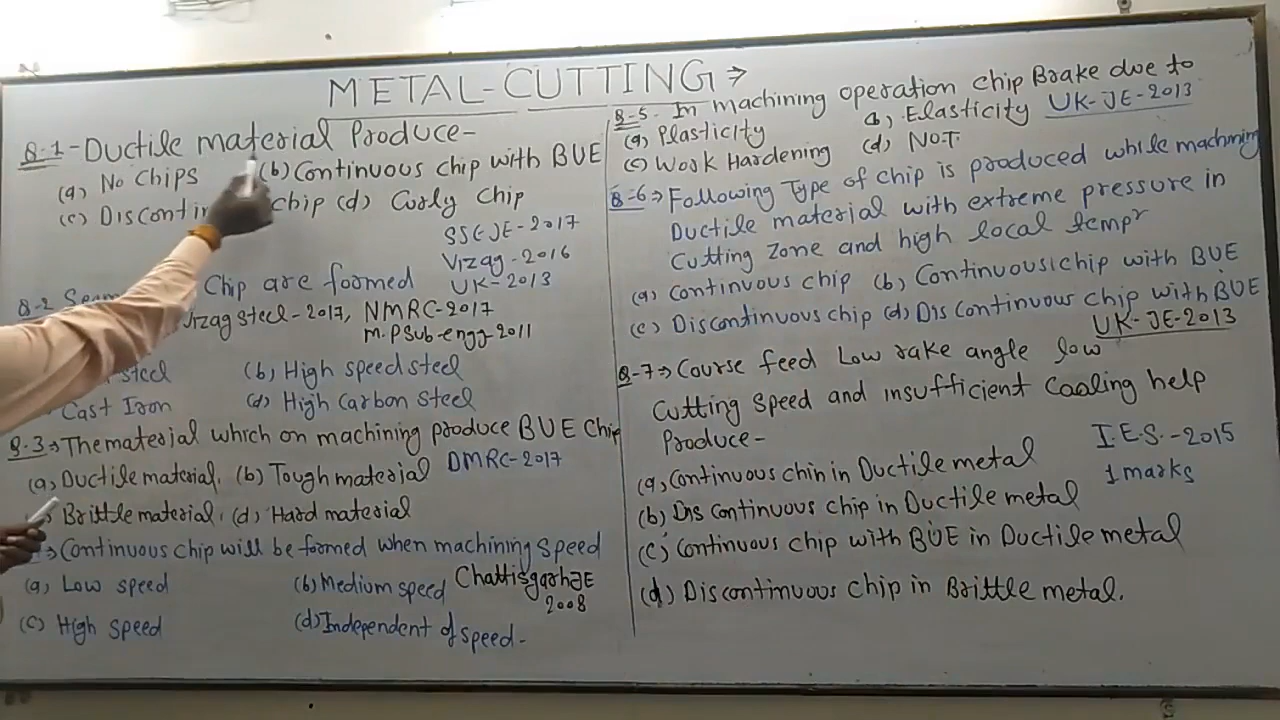 METAL-CUTTING →
Q.1 - Ductile material Produce -
(a) No Chips (b) Continuous chip with BUE
(c) Discontin chip (d) Curly Chip
SSC JE-2017
Vizag-2016
UK-2013
Q-2 Chip are formed
Vizag steel-2017, NMRC-2017
M.P Sub-engg-2011
steel (b) High speed steel
Cast Iron (d) High Carbon steel
Q.3 → The material which on machining produce BUE Chip
DMRC-2017
(a) Ductile material, (b) Tough material
Brittle material, (d) Hard material
→ Continuous chip will be formed when machining speed
(a) Low speed (b) Medium speed Chattisgarh JE
2008
(c) High speed (d) Independent of speed -
Q-5. In machining operation chip Brake due to
(a) Plasticity (b) Elasticity UK-JE-2013
(c) Work Hardening (d) No.T.
Q-6 → Following Type of chip is produced while machining
Ductile material with extreme pressure in
Cutting Zone and high local tempr
(a) Continuous chip (b) Continuous chip with BUE
(c) Discontinuous chip (d) Discontinuous chip with BUE
UK-JE-2013
Q-7 → Course feed Low rake angle low
Cutting speed and insufficient Caoling help
Produce -
I.E.S.-2015
1 marks
(a) Continuous chin in Ductile metal
(b) Dis continuous chip in Ductile metal
(c) Continuous chip with BUE in Ductile metal
(d) Discontinuous chip in Brittle metal.